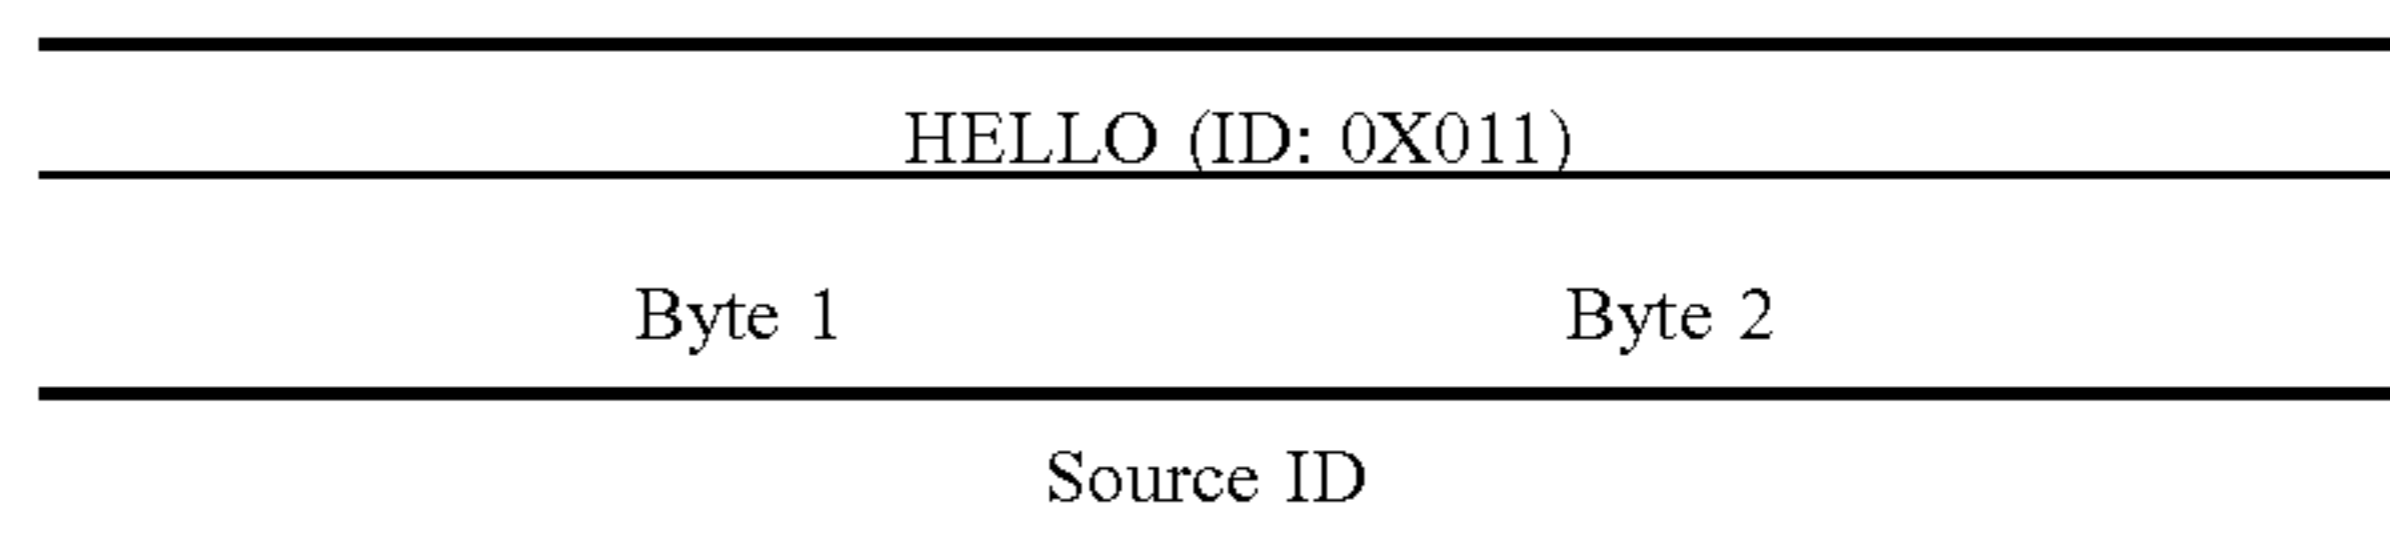 HELLO (ID: 0X011)
Byte 1 Byte 2
Source ID